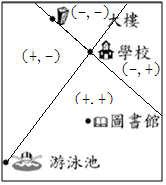 (-, -)
大樓
(+, -)
學校
(-, +)
(+, +)
圖書館
游泳池